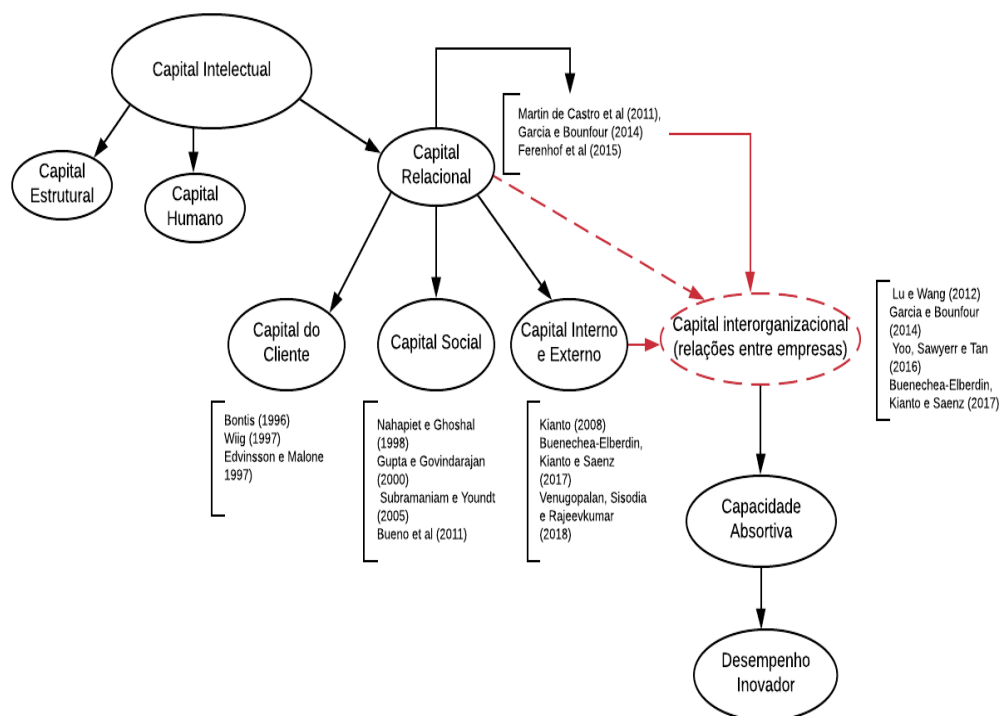 Capital Intelectual
Martin de Castro et al (2011),
Garcia e Bounfour (2014)
Ferenhof et al (2015)
Capital
Relacional
Capital
Estrutural
Capital
Humano
Capital do
Cliente
Capital Social
Capital Interno
e Externo
Capital interorganizacional
(relações entre empresas)
Lu e Wang (2012)
Garcia e Bounfour
(2014)
Yoo, Sawyerr e Tan
(2016)
Buenechea-Elberdin,
Kianto e Saenz (2017)
Bontis (1996)
Wiig (1997)
Edvinsson e Malone
1997)
Nahapiet e Ghoshal
(1998)
Gupta e Govindarajan
(2000)
Subramaniam e Youndt
(2005)
Bueno et al (2011)
Kianto (2008)
Buenechea-Elberdin,
Kianto e Saenz
(2017)
Venugopalan, Sisodia
e Rajeevkumar
(2018)
Capacidade
Absortiva
Desempenho
Inovador